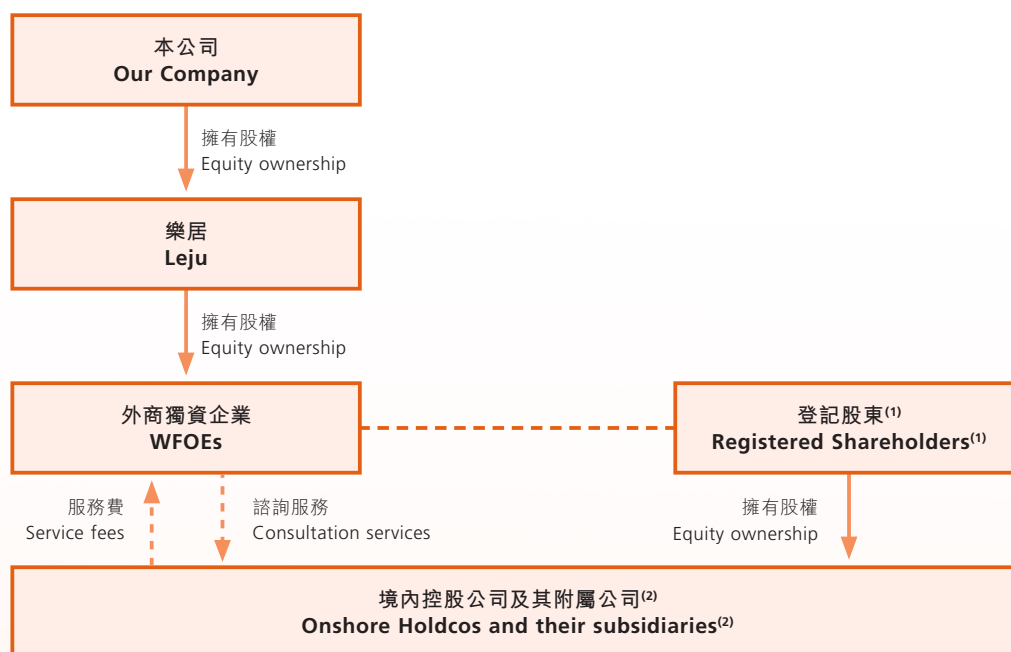 本公司
Our Company
擁有股權
Equity ownership
樂居
Leju
擁有股權
Equity ownership
外商獨資企業
WFOEs
登記股東(1)
Registered Shareholders(1)
服務費
Service fees
諮詢服務
Consultation services
擁有股權
Equity ownership
境內控股公司及其附屬公司(2)
Onshore Holdcos and their subsidiaries(2)